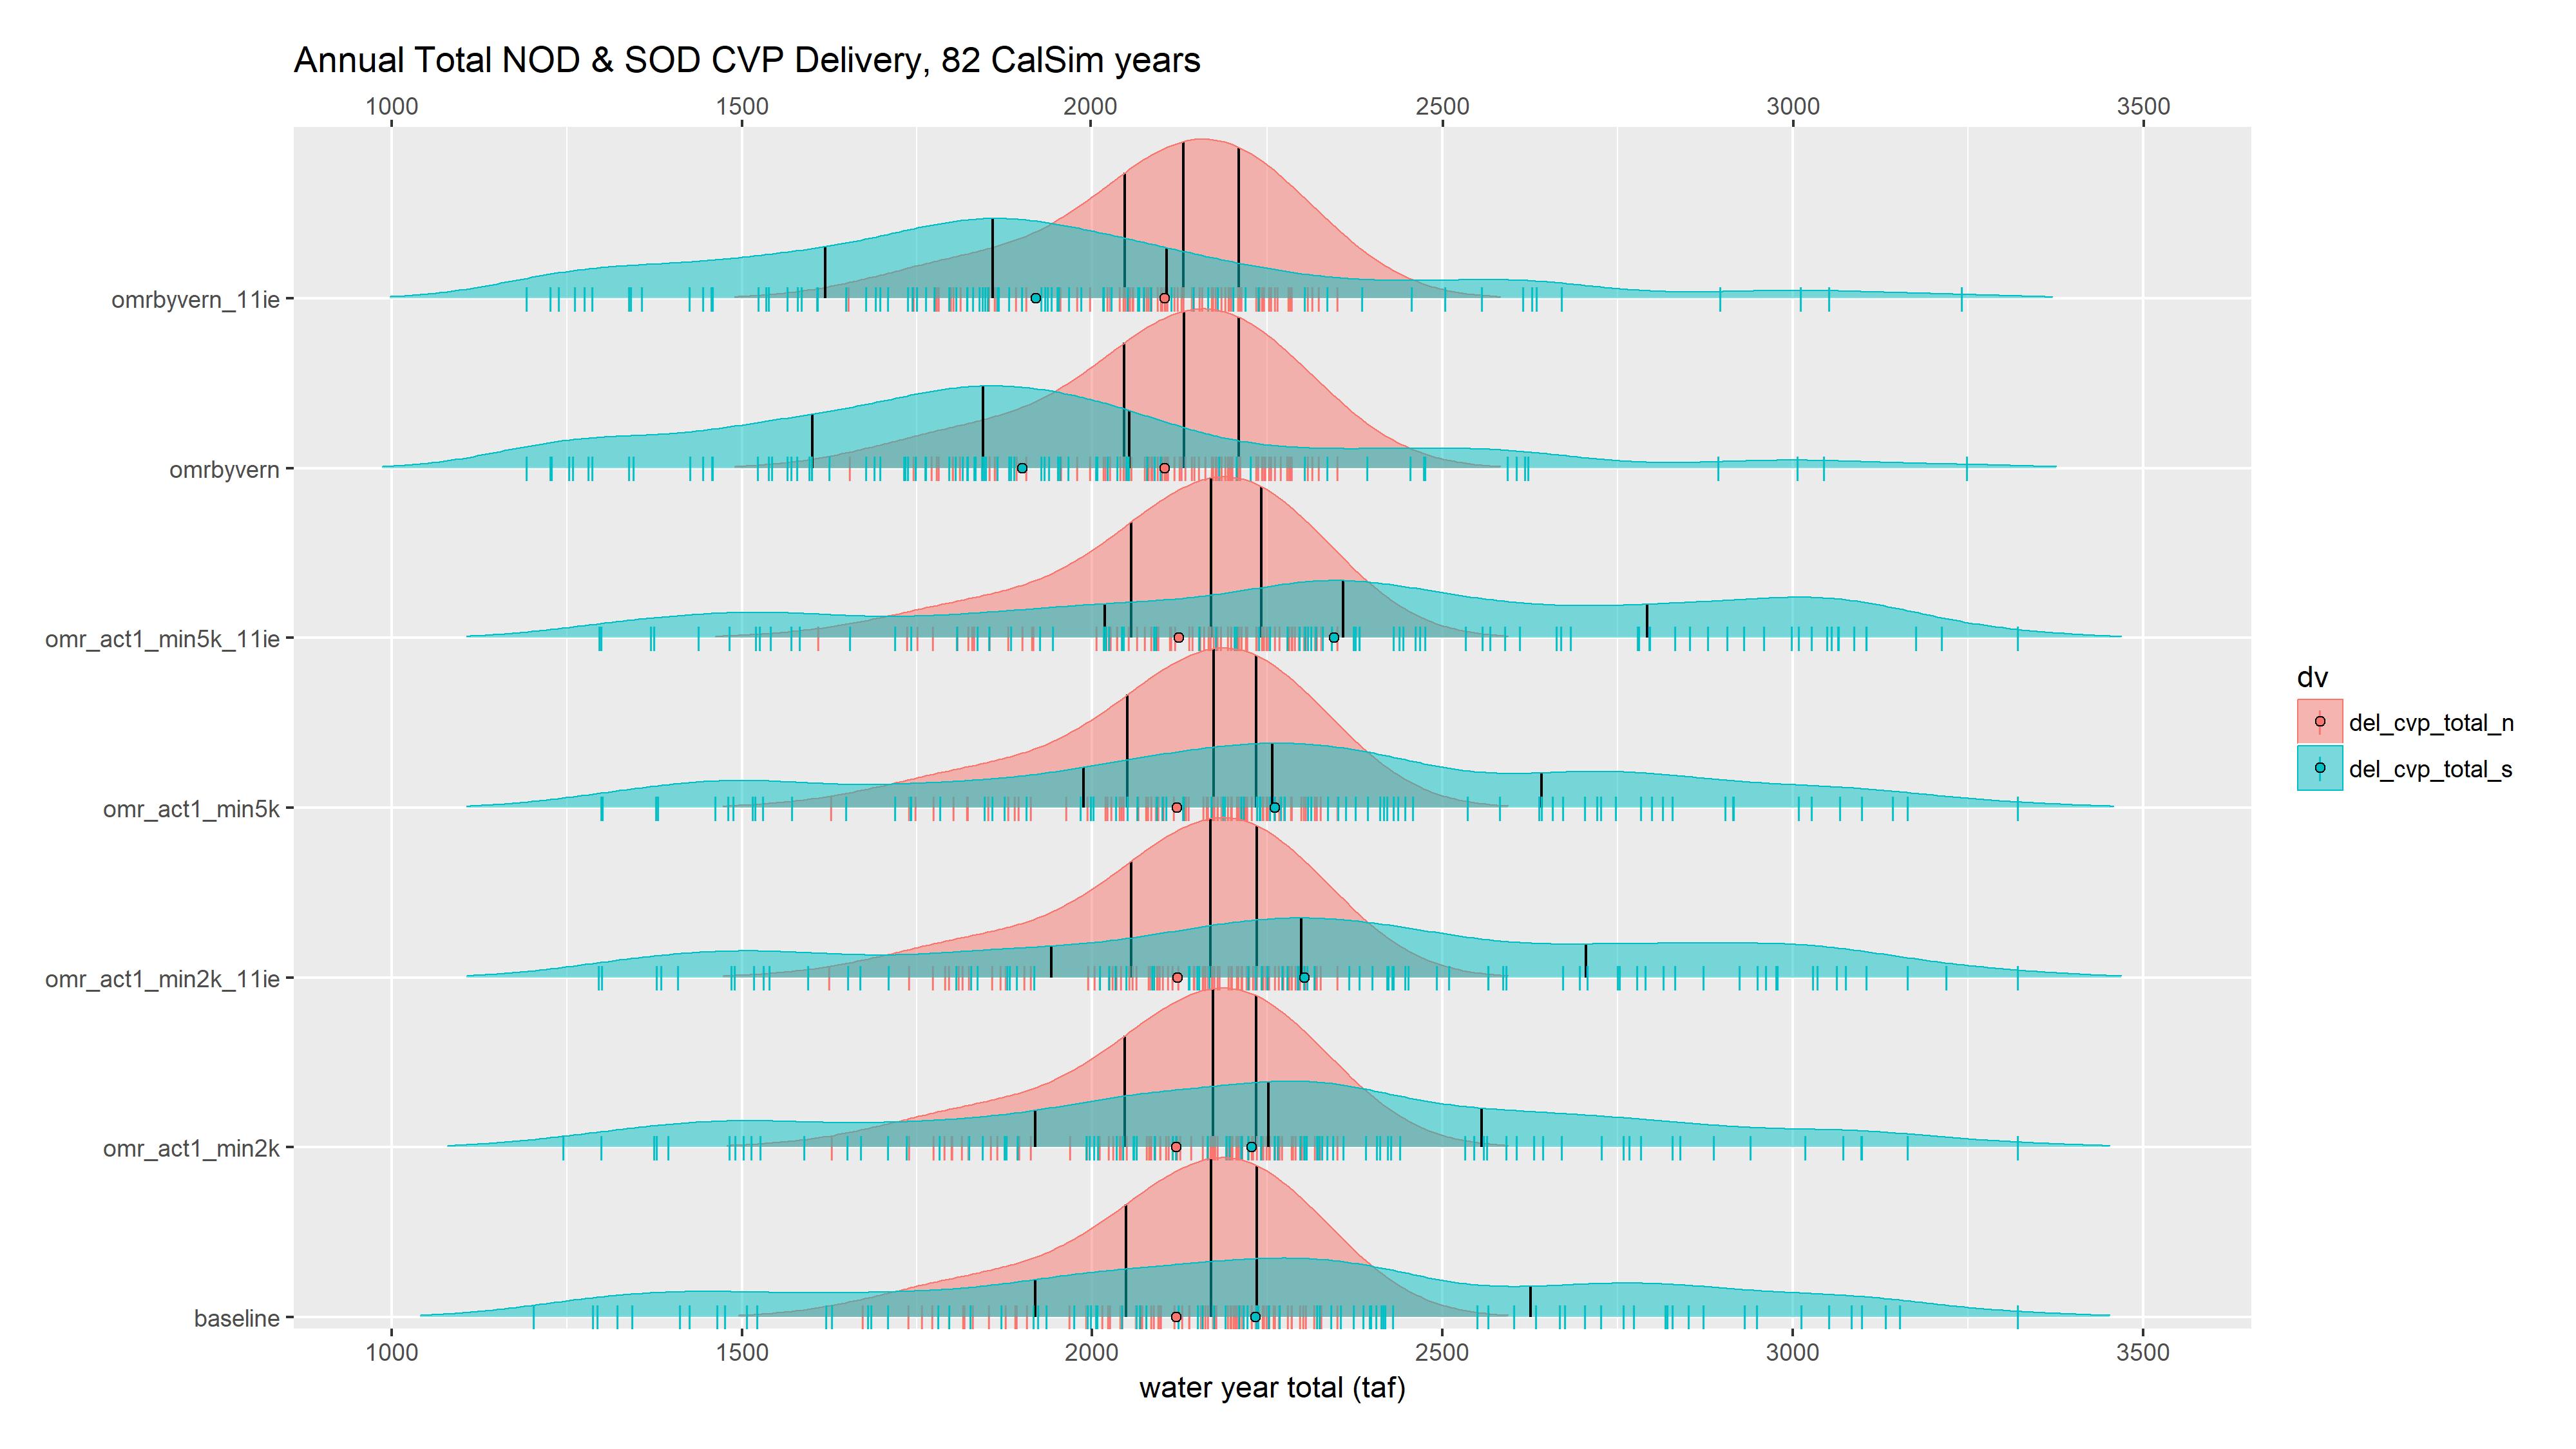 Annual Total NOD & SOD CVP Delivery, 82 CalSim years
1000 1500 2000 2500 3000 3500
omrbyvern_11ie
omrbyvern
omr_act1_min5k_11ie
omr_act1_min5k
omr_act1_min2k_11ie
omr_act1_min2k
baseline
1000 1500 2000 2500 3000 3500
water year total (taf)
dv
del_cvp_total_n
del_cvp_total_s